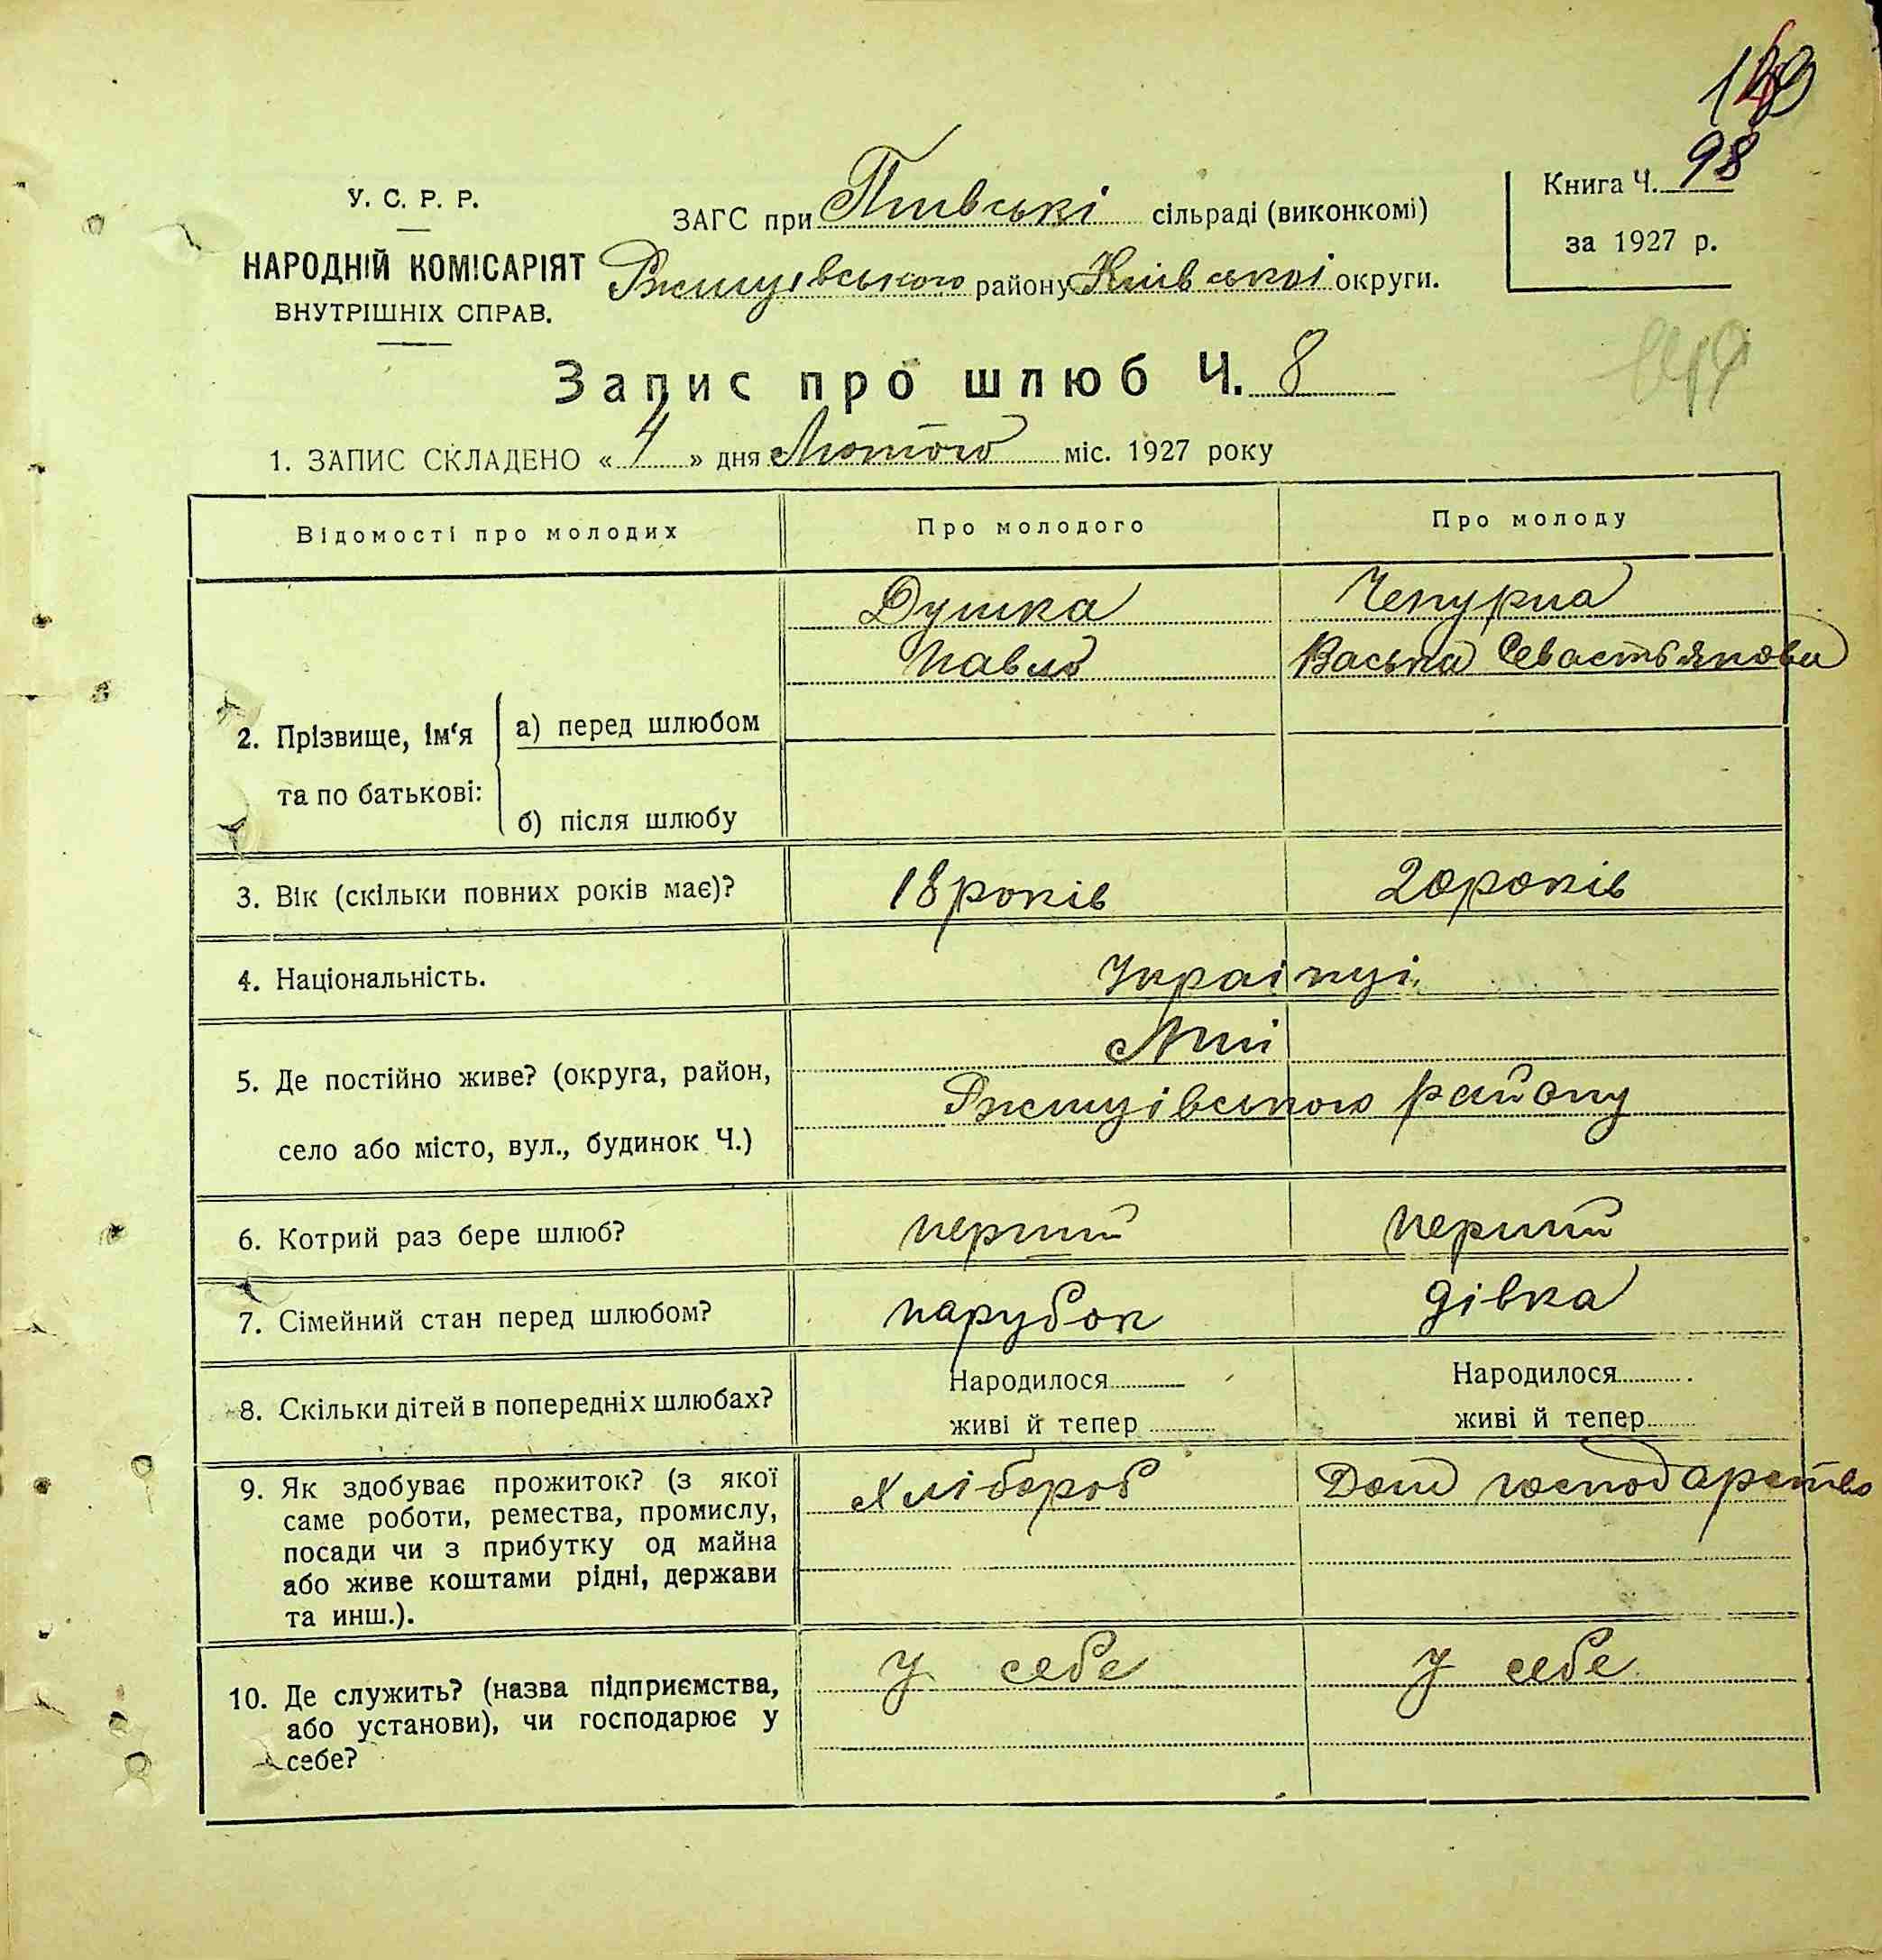 98
У. С. Р. Р.
НАРОДНІЙ КОМІСАРІЯТ
ВНУТРІШНІХ СПРАВ.
ЗАГС при сільраді (виконкомі)
Ржищівського району Київської округи.
Книга Ч.
за 1927 р.
Запис про шлюб Ч. 8
1. ЗАПИС СКЛАДЕНО « 4 » дня Лютого міс. 1927 року
Відомості про молодих
Про молодого
Про молоду
2. Прізвище, ім'я та по батькові:
а) перед шлюбом
б) після шлюбу
Душка
Павло
Чепурна
Васька Севастьянова
3. Вік (скільки повних років має)?
18 років
20 років
4. Національність.
Украінці
5. Де постійно живе? (округа, район,
село або місто, вул., будинок Ч.)
Ржищівського району
6. Котрий раз бере шлюб?
перший
перший
7. Сімейний стан перед шлюбом?
парубок
дівка
8. Скільки дітей в попередніх шлюбах?
Народилося
живі й тепер
Народилося
живі й тепер
9. Як здобуває прожиток? (з якої
саме роботи, ремества, промислу,
посади чи з прибутку од майна
або живе коштами рідні, держави
та инш.).
Хлібороб
Дом господарство
10. Де служить? (назва підприємства,
або установи), чи господарює у
себе?
У себе
У себе